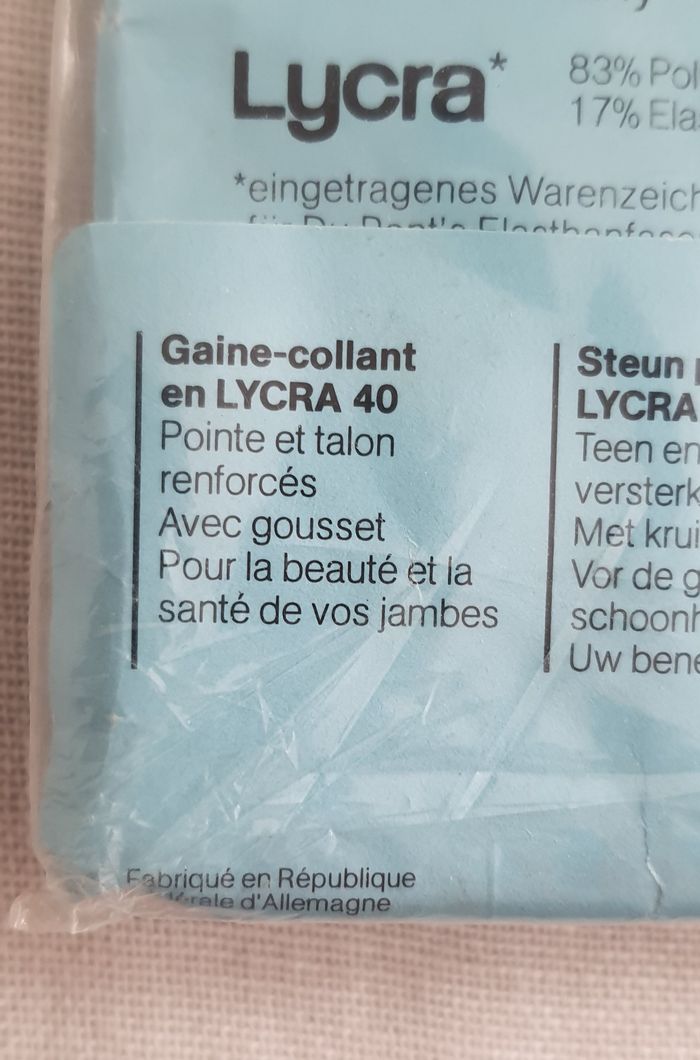 Lycra*
83% Pol
17% Ela
*eingetragenes Warenzeich
Gaine-collant
en LYCRA 40
Pointe et talon
renforcés
Avec gousset
Pour la beauté et la
santé de vos jambes
Steun
LYCRA
Teen en
versterk
Met krui
Vor de g
schoonh
Uw bene
Fabriqué en République
d'Allemagne